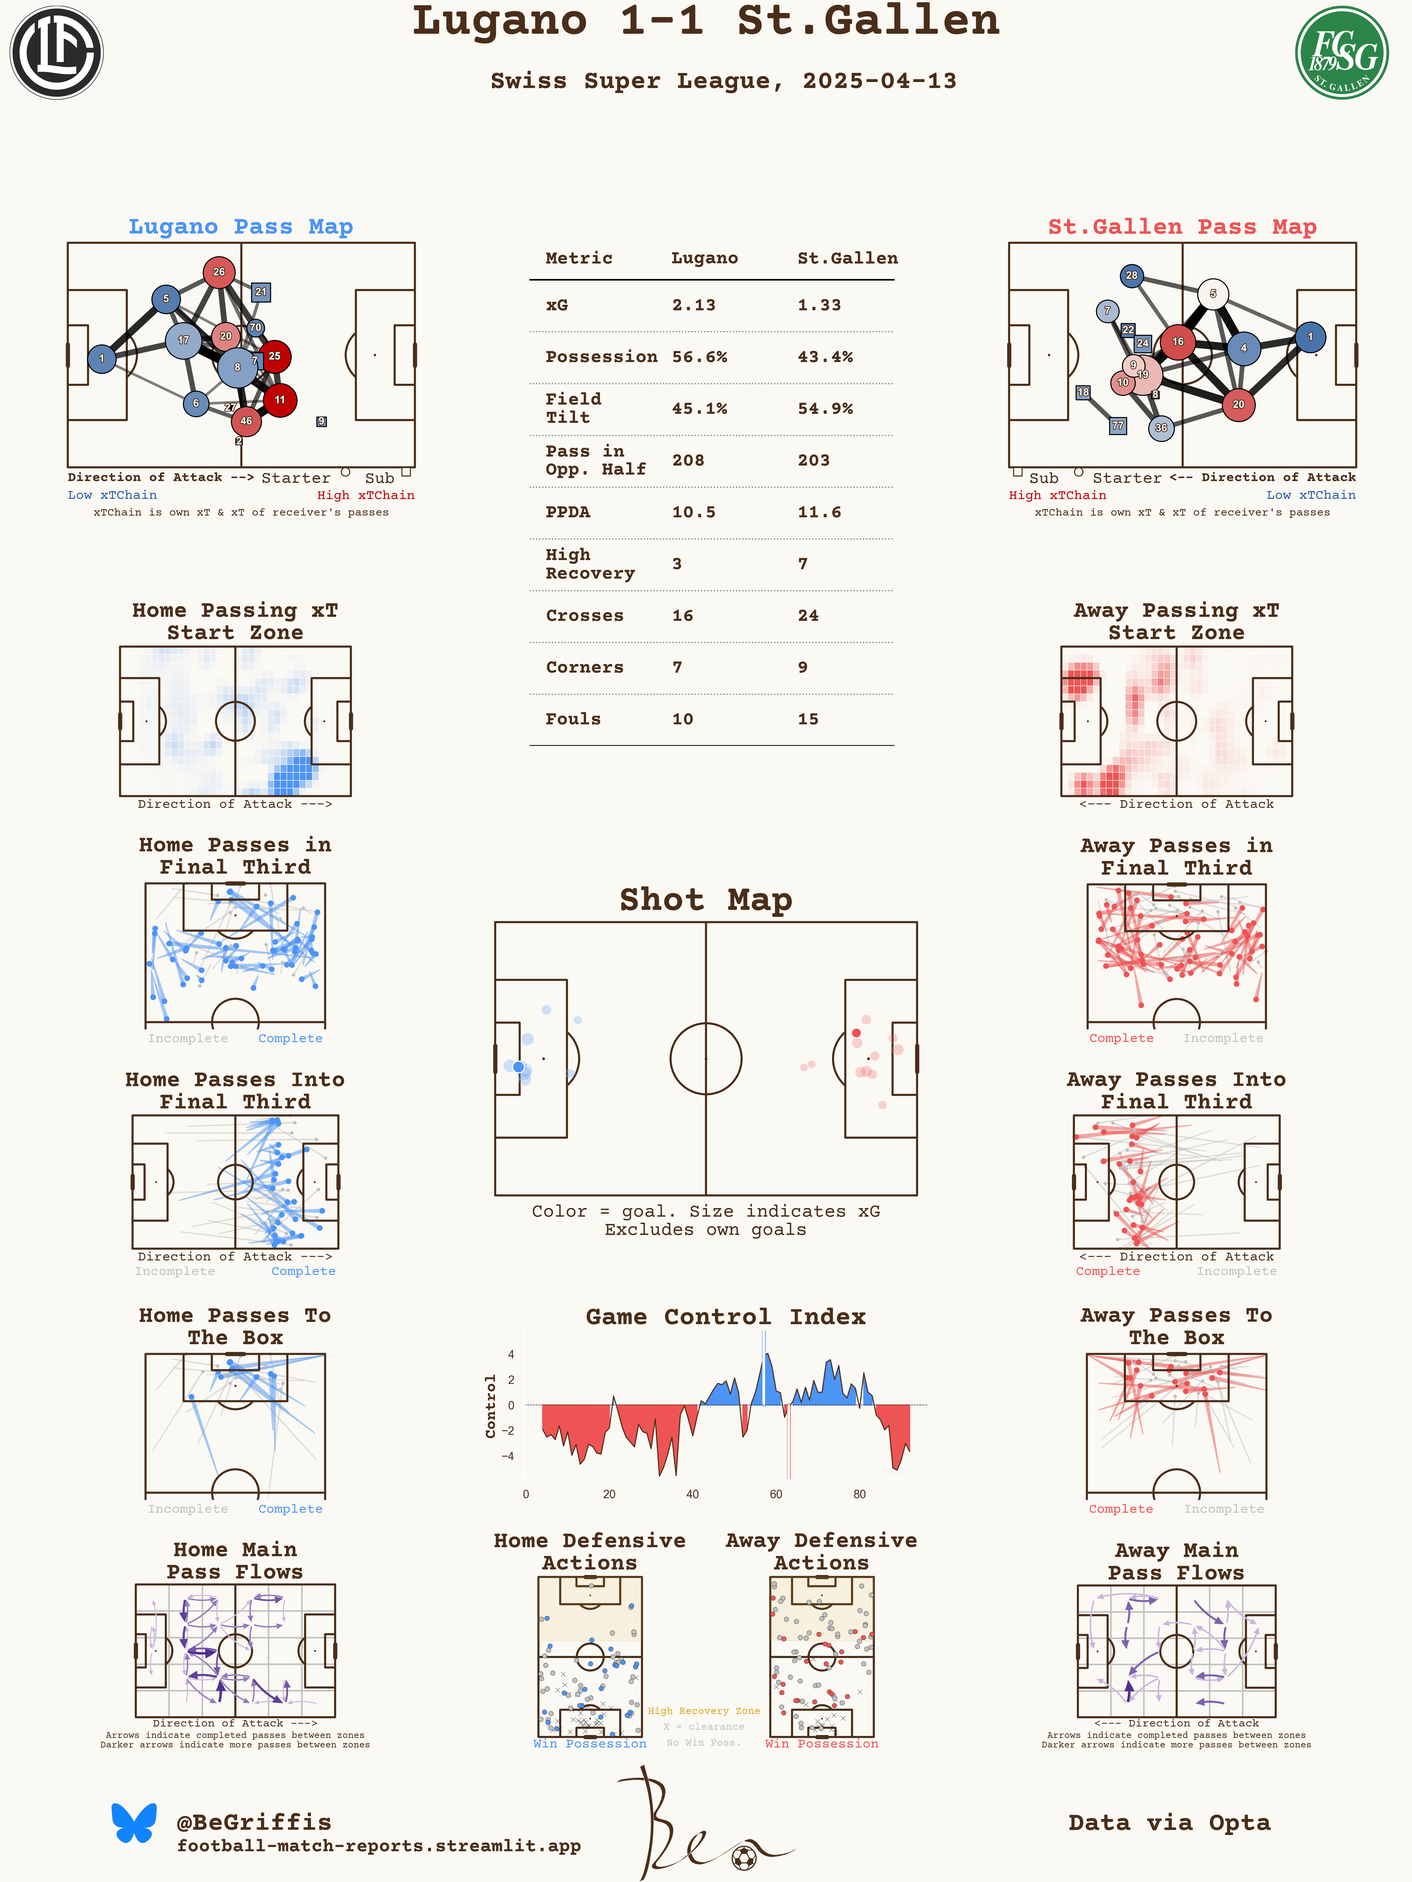 Lugano 1-1 St.Gallen
Swiss Super League, 2025-04-13
FCSG
1879
ST. GALLEN
Lugano Pass Map
26
5
21
17
20
70
1
25
7
8
6
27
11
46
9
2
Direction of Attack --> Starter Sub
Low xTChain High xTChain
xTChain is own xT & xT of receiver's passes
Metric Lugano St.Gallen
xG 2.13 1.33
Possession 56.6% 43.4%
Field
Tilt 45.1% 54.9%
Pass in
Opp. Half 208 203
PPDA 10.5 11.6
High
Recovery 3 7
Crosses 16 24
Corners 7 9
Fouls 10 15
St.Gallen Pass Map
28
5
7
22
24
16
4
1
9
19
10
18
8
20
77
36
Sub Starter <-- Direction of Attack
High xTChain Low xTChain
xTChain is own xT & xT of receiver's passes
Home Passing xT
Start Zone
Direction of Attack --->
Away Passing xT
Start Zone
<--- Direction of Attack
Home Passes in
Final Third
Incomplete Complete
Away Passes in
Final Third
Complete Incomplete
Shot Map
Color = goal. Size indicates xG
Excludes own goals
Home Passes Into
Final Third
Direction of Attack --->
Incomplete Complete
Away Passes Into
Final Third
<--- Direction of Attack
Complete Incomplete
Home Passes To
The Box
Incomplete Complete
Game Control Index
Control
4
2
0
−2
−4
0 20 40 60 80
Away Passes To
The Box
Complete Incomplete
Home Main
Pass Flows
Direction of Attack --->
Arrows indicate completed passes between zones
Darker arrows indicate more passes between zones
Home Defensive
Actions
Win Possession
Away Defensive
Actions
Win Possession
High Recovery Zone
X = clearance
No Win Poss.
Away Main
Pass Flows
<--- Direction of Attack
Arrows indicate completed passes between zones
Darker arrows indicate more passes between zones
@BeGriffis
football-match-reports.streamlit.app
Ben
Data via Opta